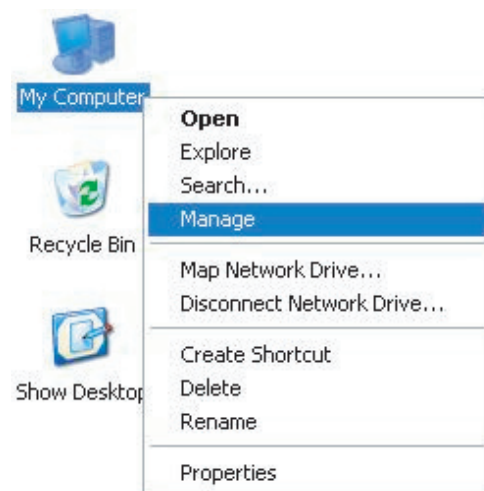 My Computer
Open
Explore
Search...
Manage
Recycle Bin
Map Network Drive...
Disconnect Network Drive...
Create Shortcut
Show Desktop
Delete
Rename
Properties